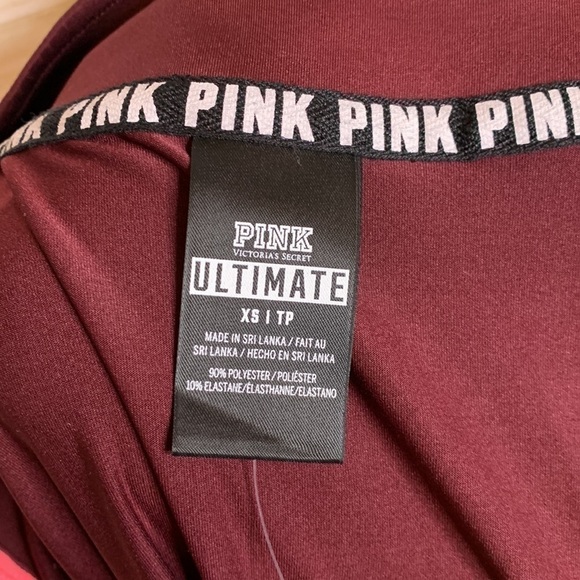 PINK PINK PINK PINK PINK
PINK
VICTORIA'S SECRET
ULTIMATE
XS | TP
MADE IN SRI LANKA / FAIT AU
SRI LANKA / HECHO EN SRI LANKA
90% POLYESTER / POLIÉSTER
10% ELASTANE/ÉLASTHANNE/ELASTANO